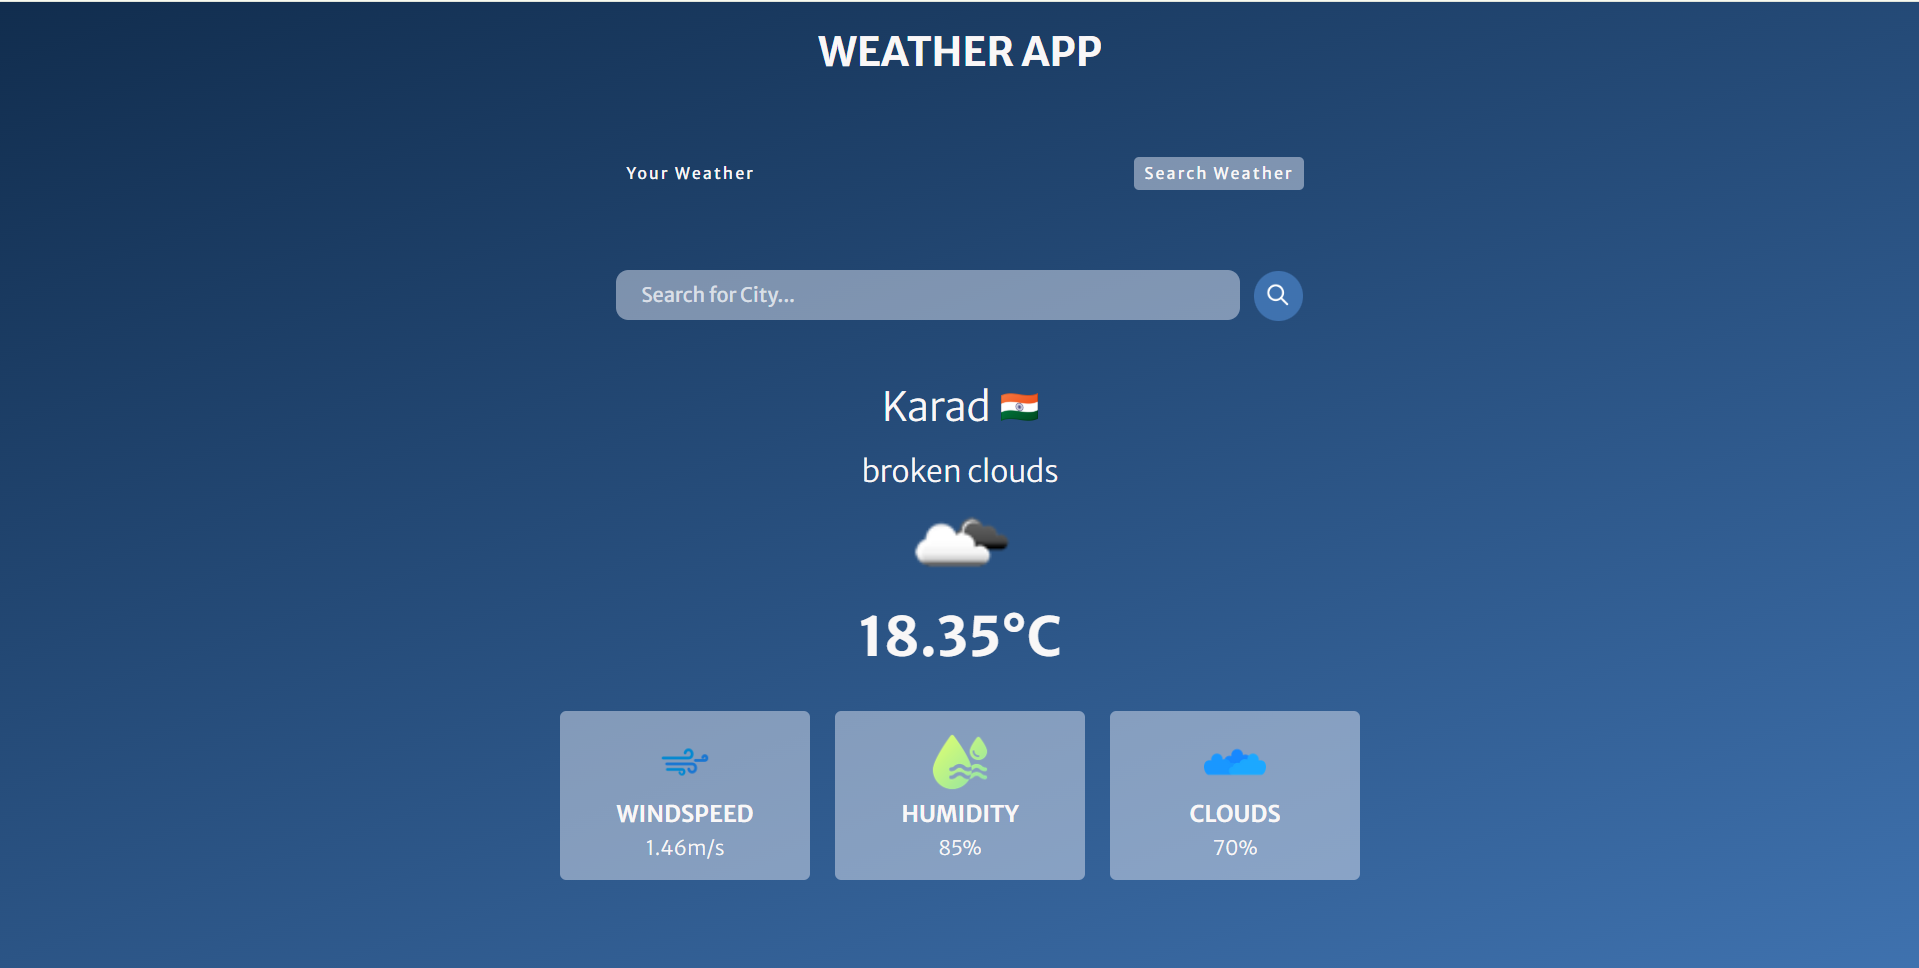 WEATHER APP
Your Weather
Search Weather
Search for City...
Karad
broken clouds
18.35°C
WINDSPEED
1.46m/s
HUMIDITY
85%
CLOUDS
70%